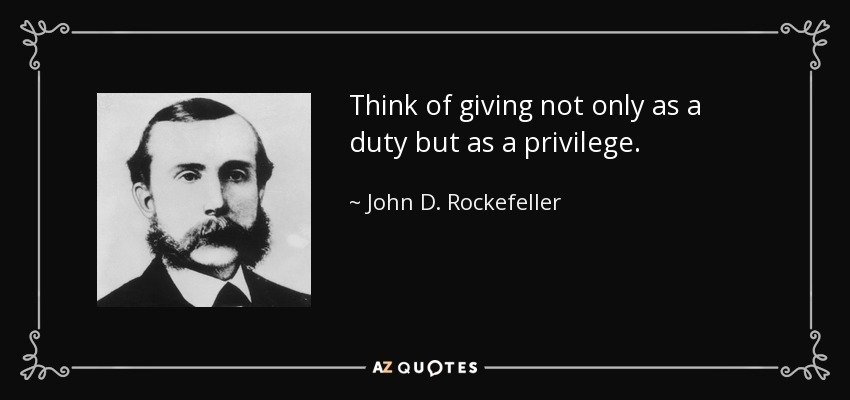 Think of giving not only as a
duty but as a privilege.
~ John D. Rockefeller
AZ QUOTES